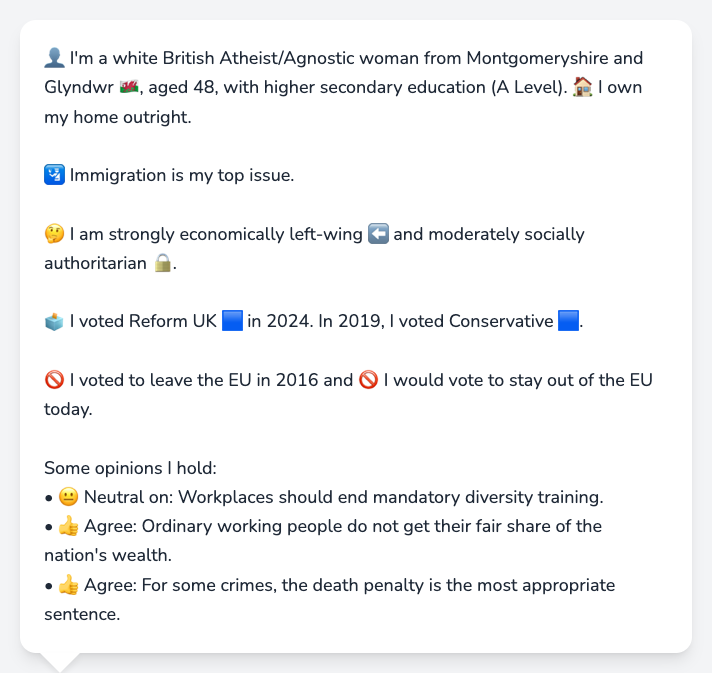 👤 I'm a white British Atheist/Agnostic woman from Montgomeryshire and
Glyndwr 🏴󠁧󠁢󠁷󠁬󠁳󠁿, aged 48, with higher secondary education (A Level). 🏠 I own
my home outright.
🛂 Immigration is my top issue.
🤔 I am strongly economically left-wing ⬅️ and moderately socially
authoritarian 🔒.
🗳️ I voted Reform UK 🟦 in 2024. In 2019, I voted Conservative 🟦.
🚫 I voted to leave the EU in 2016 and 🚫 I would vote to stay out of the EU
today.
Some opinions I hold:
• 😐 Neutral on: Workplaces should end mandatory diversity training.
• 👍 Agree: Ordinary working people do not get their fair share of the
nation's wealth.
• 👍 Agree: For some crimes, the death penalty is the most appropriate
sentence.